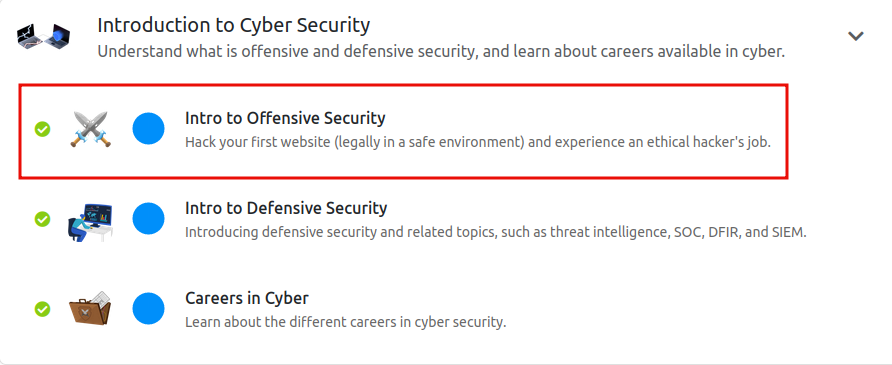 Introduction to Cyber Security
Understand what is offensive and defensive security, and learn about careers available in cyber.
Intro to Offensive Security
Hack your first website (legally in a safe environment) and experience an ethical hacker's job.
Intro to Defensive Security
Introducing defensive security and related topics, such as threat intelligence, SOC, DFIR, and SIEM.
Careers in Cyber
Learn about the different careers in cyber security.